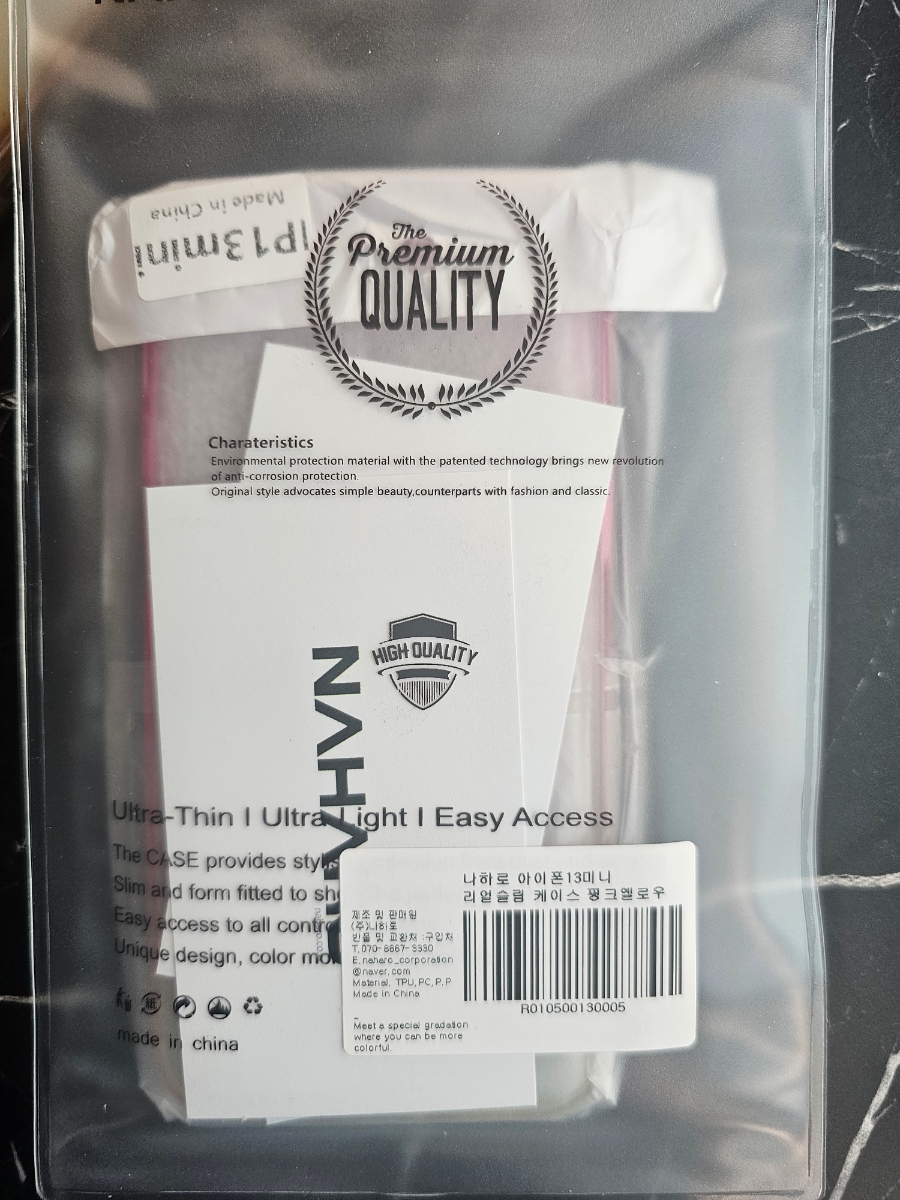 Made in China
IP13mini
The
Premium
QUALITY
Charateristics
Environmental protection material with the patented technology brings new revolution
of anti-corrosion protection.
Original style advocates simple beauty,counterparts with fashion and classic.
HIGH QUALITY
Ultra-Thin I Ultra Light I Easy Access
The CASE provides
Slim and form fitted to
Easy access to all
Unique design, color
made in china
나하로 아이폰13미니
리얼슬림 케이스 핑크옐로우
제조 및 판매원
(주)나하로
반품 및 교환처 :구입처
T.070-8667-3330
E.naharo_corporation
@naver.com
Material. TPU,PC,P.P
Made in China
R010500130005
Meet a special gradation
where you can be more
colorful.